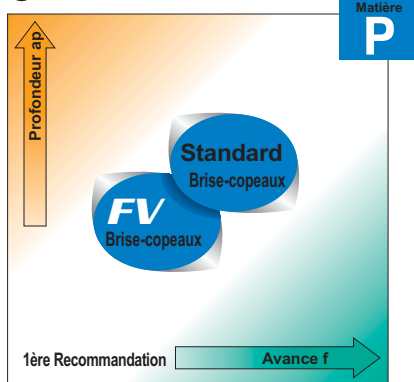 Matière
P
Profondeur ap
Standard
Brise-copeaux
FV
Brise-copeaux
1ère Recommandation
Avance f